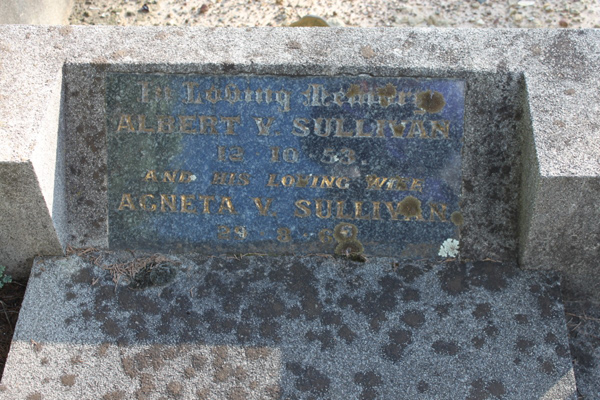 In Loving Memory
ALBERT V. SULLIVAN
12 10 53.
AND HIS LOVING WIFE
AGNETA V. SULLIVAN